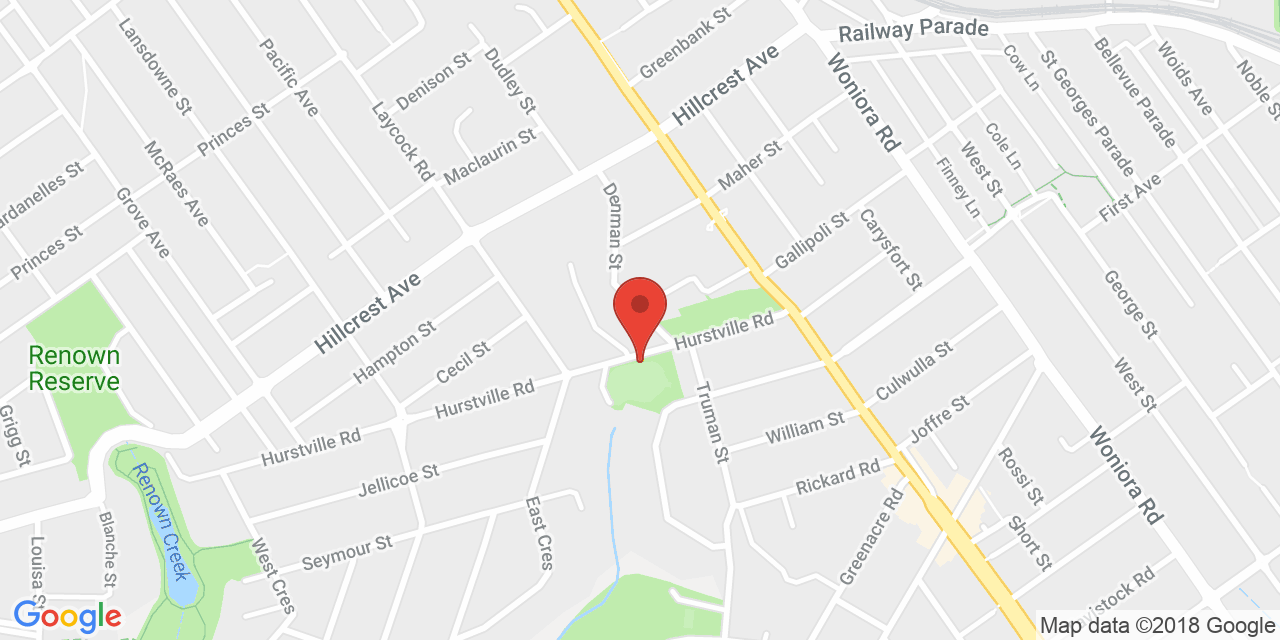 Lansdowne St
Pacific Ave
Denison St
Dudley St
Greenbank St
Hillcrest Ave
Railway Parade
Woniora Rd
Cow Ln
St Georges Parade
Bellevue Parade
Woids Ave
Noble St
Princes St
Laycock Rd
Maclaurin St
Maher St
Cole Ln
West St
Finney Ln
First Ave
McRaes Ave
Grove Ave
Princes St
Denman St
Gallipoli St
Carysfort St
George St
Hillcrest Ave
Renown
Reserve
Hampton St
Cecil St
Hurstville Rd
Culwulla St
West St
Grigg St
Hurstville Rd
Truman St
William St
Joffre St
Hurstville Rd
Jellicoe St
Rickard Rd
Rossi St
Woniora Rd
Renown Creek
Blanche St
Louisa St
West Cres
Seymour St
East Cres
Greenacre Rd
Short St
Google
Map data ©2018 Google